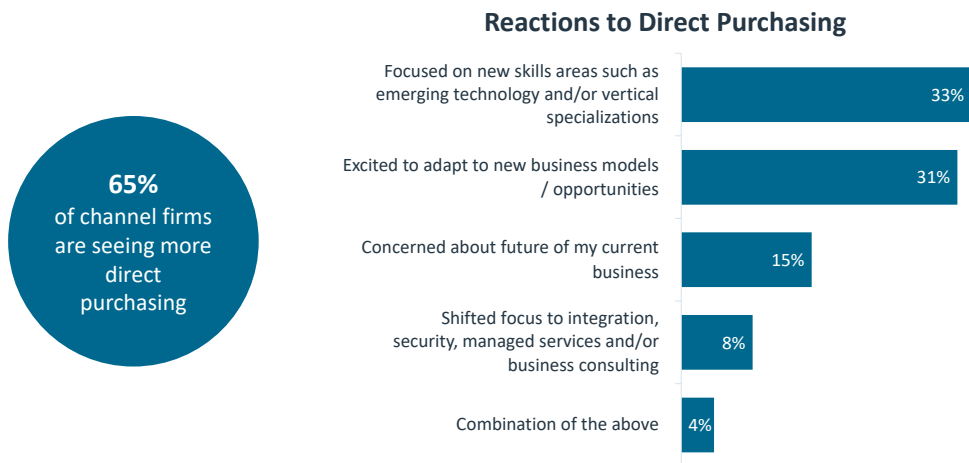 Reactions to Direct Purchasing
65%
of channel firms
are seeing more
direct
purchasing
Focused on new skills areas such as
emerging technology and/or vertical
specializations
33%
Excited to adapt to new business models
/ opportunities
31%
Concerned about future of my current
business
15%
Shifted focus to integration,
security, managed services and/or
business consulting
8%
Combination of the above
4%